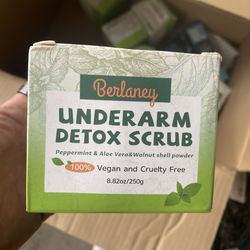 Berlaney
UNDERARM
DETOX SCRUB
Peppermint & Aloe Vera&Walnut shell powder
100% Vegan and Cruelty Free
8.82oz/250g